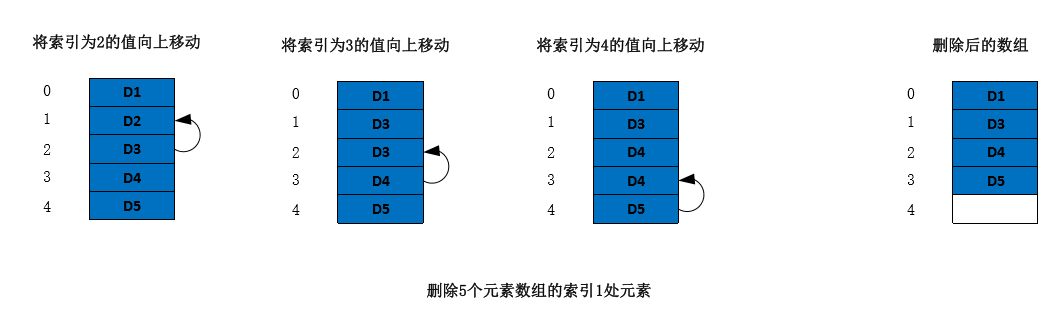 将索引为2的值向上移动
将索引为3的值向上移动
将索引为4的值向上移动
删除后的数组
0 D1
1 D2
2 D3
3 D4
4 D5
0 D1
1 D3
2 D3
3 D4
4 D5
0 D1
1 D3
2 D4
3 D4
4 D5
0 D1
1 D3
2 D4
3 D5
4
删除5个元素数组的索引1处元素